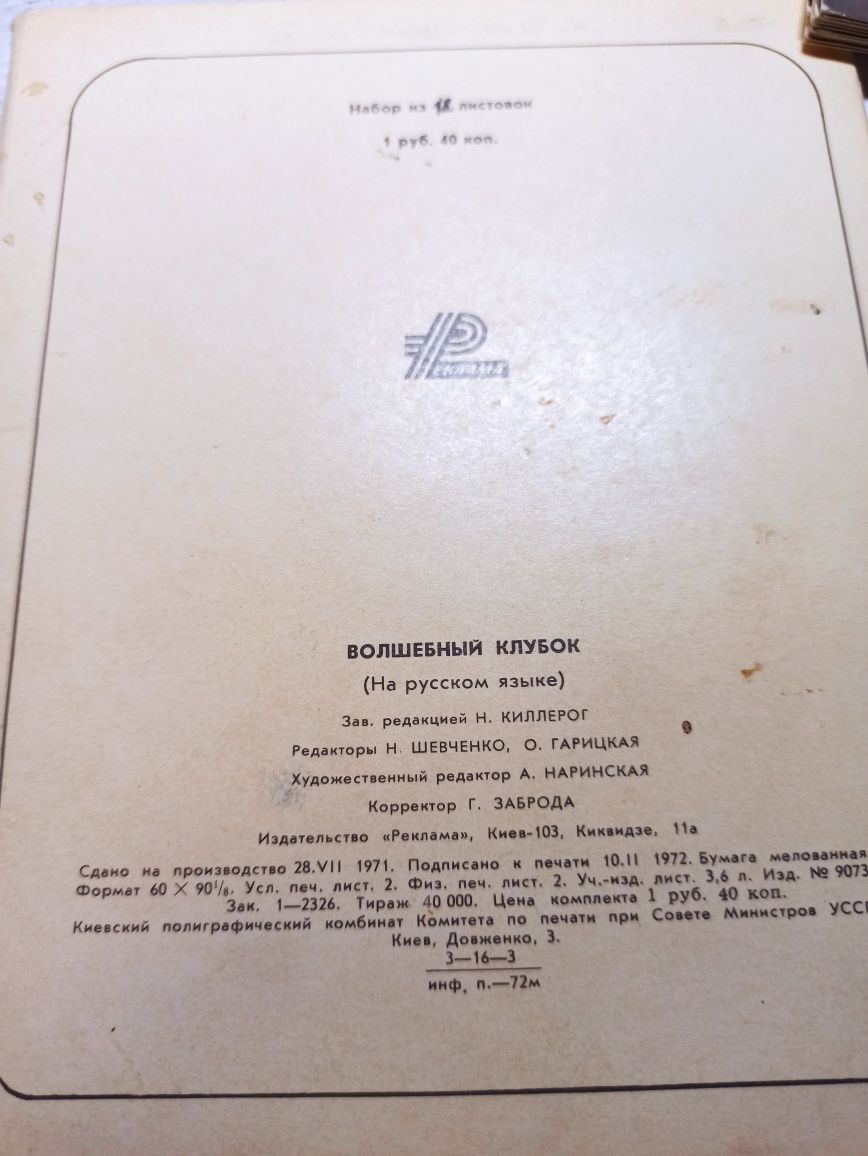 Набор из листовок
1 руб. 40 коп.
РЕКЛАМА
ВОЛШЕБНЫЙ КЛУБОК
(На русском языке)
Зав. редакцией Н. КИЛЛЕРОГ
Редакторы Н. ШЕВЧЕНКО, О. ГАРИЦКАЯ
Художественный редактор А. НАРИНСКАЯ
Корректор Г. ЗАБРОДА
Издательство «Реклама», Киев-103, Киквидзе, 11а
Сдано на производство 28.VII 1971. Подписано к печати 10.II 1972. Бумага мелованная
Формат 60 × 90¹/₈. Усл. печ. лист. 2. Физ. печ. лист. 2. Уч.-изд. лист. 3,6 л. Изд. № 9073
Зак. 1—2326. Тираж 40 000. Цена комплекта 1 руб. 40 коп.
Киевский полиграфический комбинат Комитета по печати при Совете Министров УССР
Киев, Довженко, 3.
3—16—3
инф. п.—72м